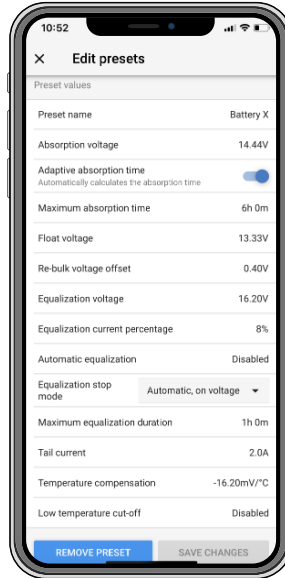 10:52
Edit presets
Preset values
Preset name Battery X
Absorption voltage 14.44V
Adaptive absorption time
Automatically calculates the absorption time
Maximum absorption time 6h 0m
Float voltage 13.33V
Re-bulk voltage offset 0.40V
Equalization voltage 16.20V
Equalization current percentage 8%
Automatic equalization Disabled
Equalization stop
mode Automatic, on voltage
Maximum equalization duration 1h 0m
Tail current 2.0A
Temperature compensation -16.20mV/°C
Low temperature cut-off Disabled
REMOVE PRESET SAVE CHANGES